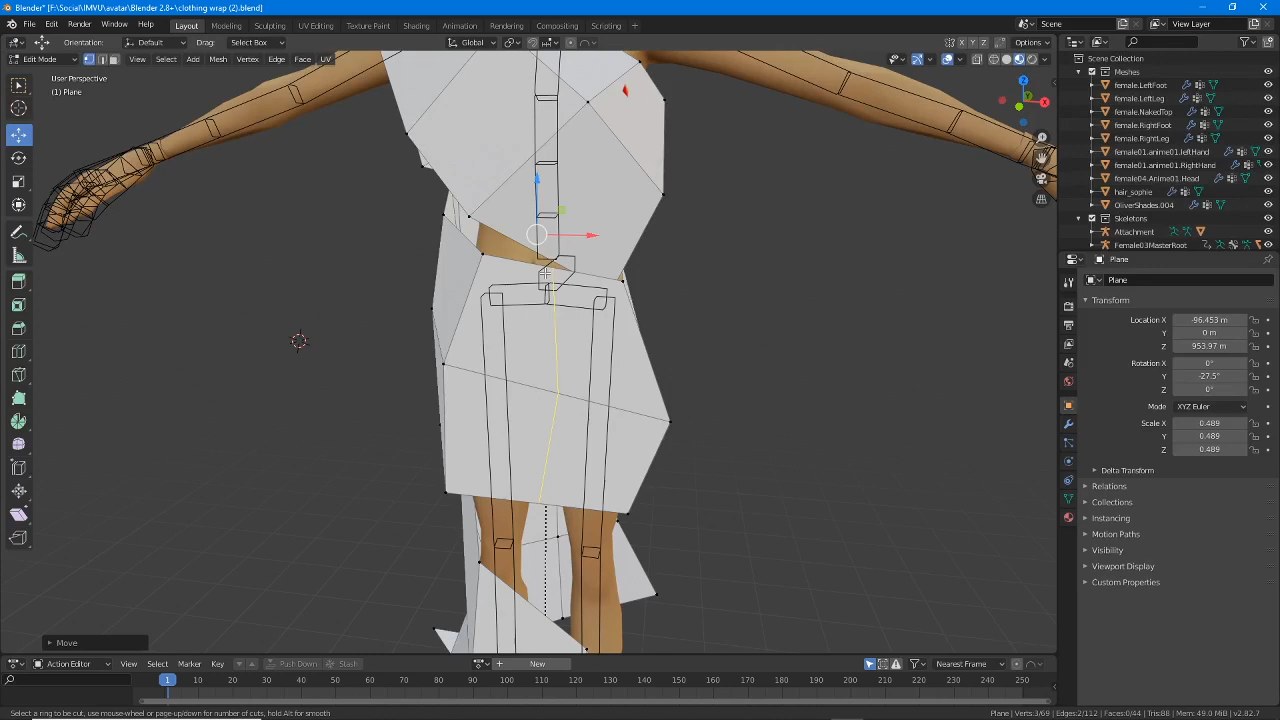 Blender* [F:\Social\IMVU\avatar\Blender 2.8+\clothing wrap (2).blend]
File Edit Render Window Help Layout Modeling Sculpting UV Editing Texture Paint Shading Animation Rendering Compositing Scripting + Scene View Layer
Orientation: Default Drag: Select Box Global X Y Z Options
Edit Mode View Select Add Mesh Vertex Edge Face UV
User Perspective
(1) Plane
Scene Collection
Meshes
female.LeftFoot
female.LeftLeg
female.NakedTop
female.RightFoot
female.RightLeg
female01.anime01.leftHand
female01.anime01.RightHand
female04.Anime01.Head
hair_sophie
OliverShades.004
Skeletons
Attachment
Female03MasterRoot
Plane
Plane
Transform
Location X -96.453 m
Y 0 m
Z 953.97 m
Rotation X 0°
Y -27.5°
Z 0°
Mode XYZ Euler
Scale X 0.489
Y 0.489
Z 0.489
Delta Transform
Relations
Collections
Instancing
Motion Paths
Visibility
Viewport Display
Custom Properties
Move
Action Editor View Select Marker Key Push Down Stash New Nearest Frame
1 10 20 30 40 50 60 70 80 90 100 110 120 130 140 150 160 170 180 190 200 210 220 230 240 250
Select a ring to be cut, use mouse-wheel or page-up/down for number of cuts, hold Alt for smooth Plane | Verts:3/69 | Edges:2/112 | Faces:0/44 | Tris:88 | Mem: 49.0 MiB | v2.82.7